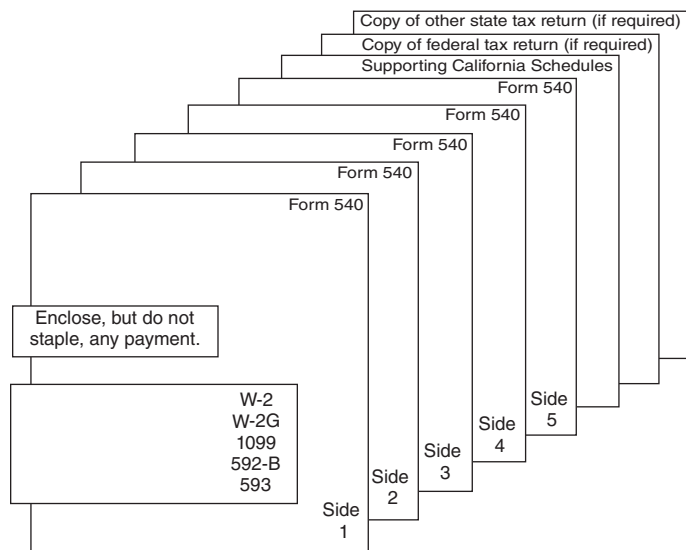 Copy of other state tax return (if required)
Copy of federal tax return (if required)
Supporting California Schedules
Form 540
Form 540
Form 540
Form 540
Form 540
Enclose, but do not
staple, any payment.
W-2
W-2G
1099
592-B
593
Side
1
Side
2
Side
3
Side
4
Side
5